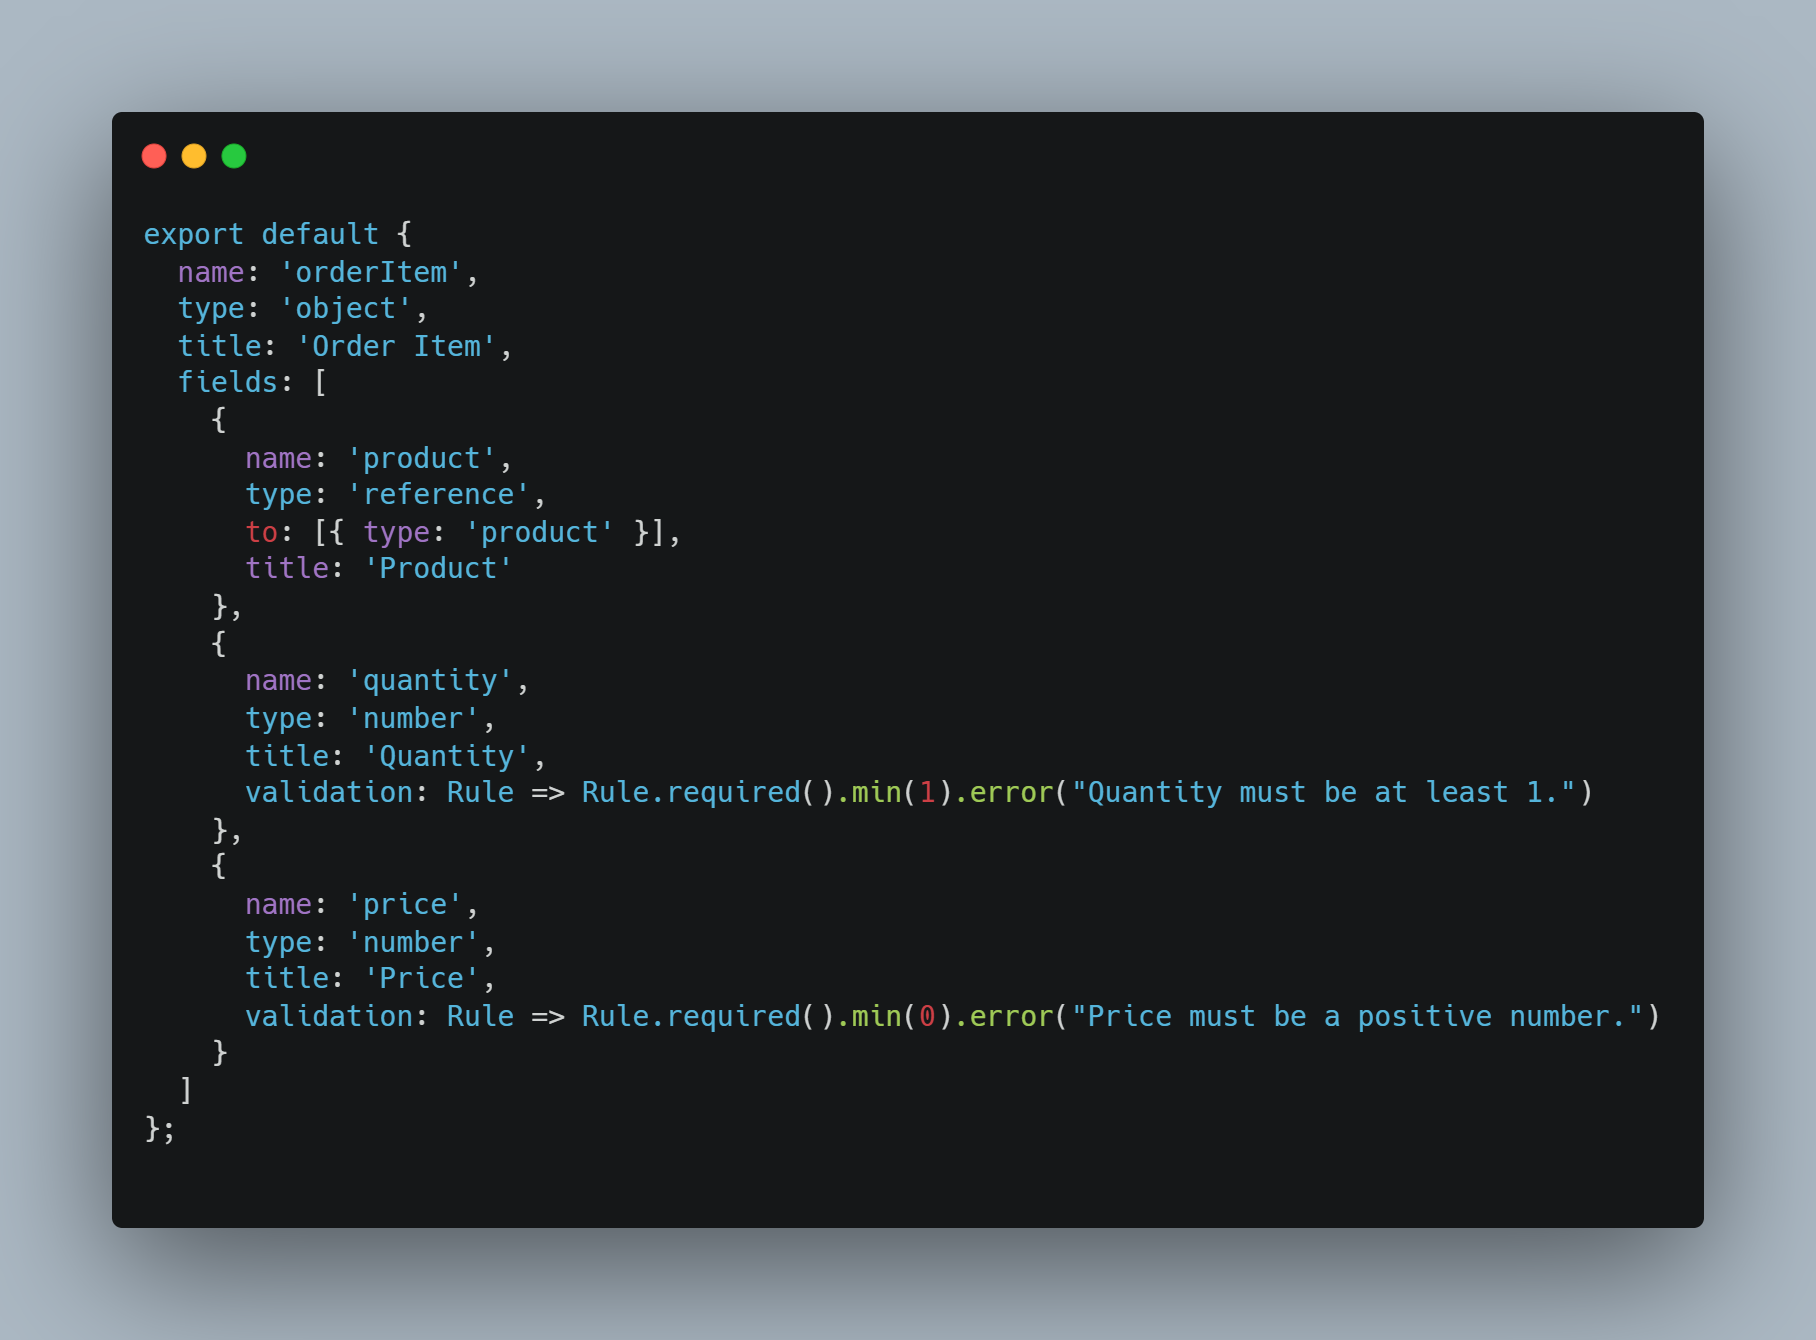 export default {
  name: 'orderItem',
  type: 'object',
  title: 'Order Item',
  fields: [
    {
      name: 'product',
      type: 'reference',
      to: [{ type: 'product' }],
      title: 'Product'
    },
    {
      name: 'quantity',
      type: 'number',
      title: 'Quantity',
      validation: Rule => Rule.required().min(1).error("Quantity must be at least 1.")
    },
    {
      name: 'price',
      type: 'number',
      title: 'Price',
      validation: Rule => Rule.required().min(0).error("Price must be a positive number.")
    }
  ]
};